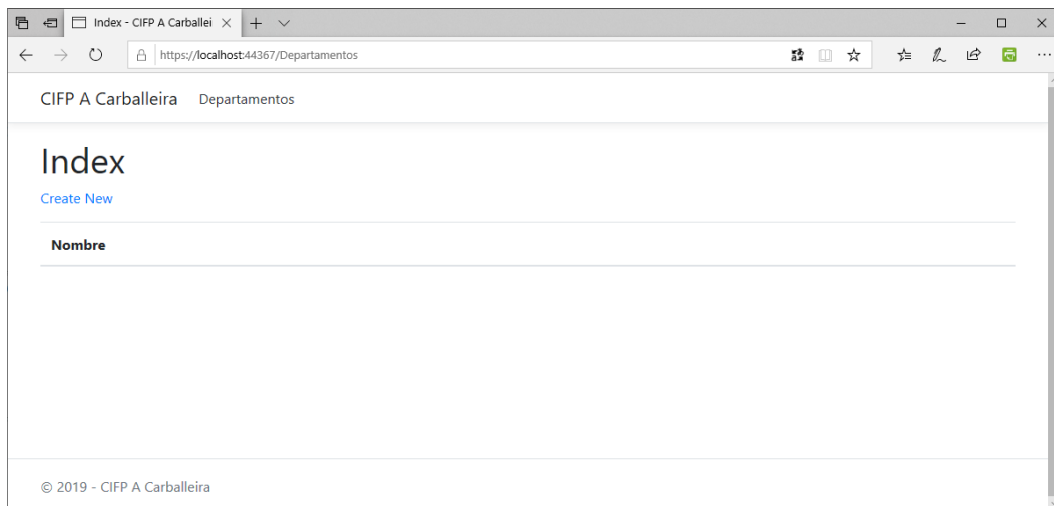 Index - CIFP A Carballei
https://localhost:44367/Departamentos
CIFP A Carballeira Departamentos
Index
Create New
Nombre
© 2019 - CIFP A Carballeira